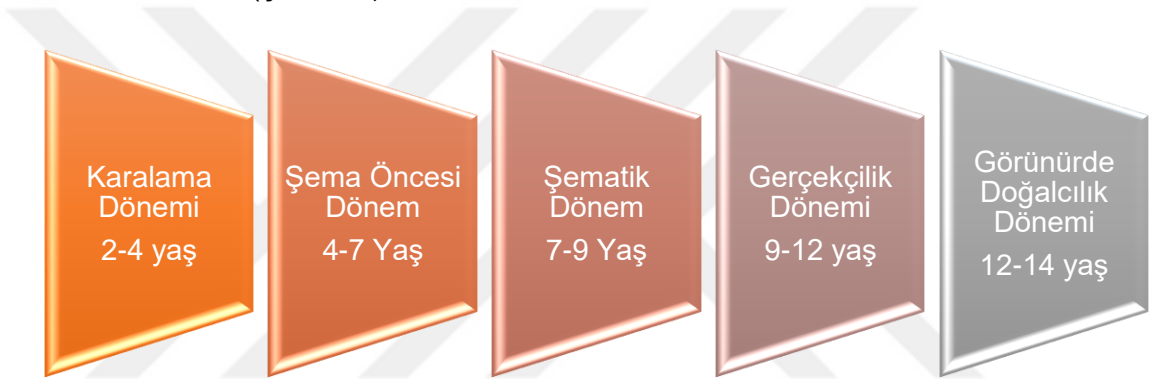 Karalama
Dönemi
2-4 yaş
Şema Öncesi
Dönem
4-7 Yaş
Şematik
Dönem
7-9 Yaş
Gerçekçilik
Dönemi
9-12 yaş
Görünürde
Doğalcılık
Dönemi
12-14 yaş